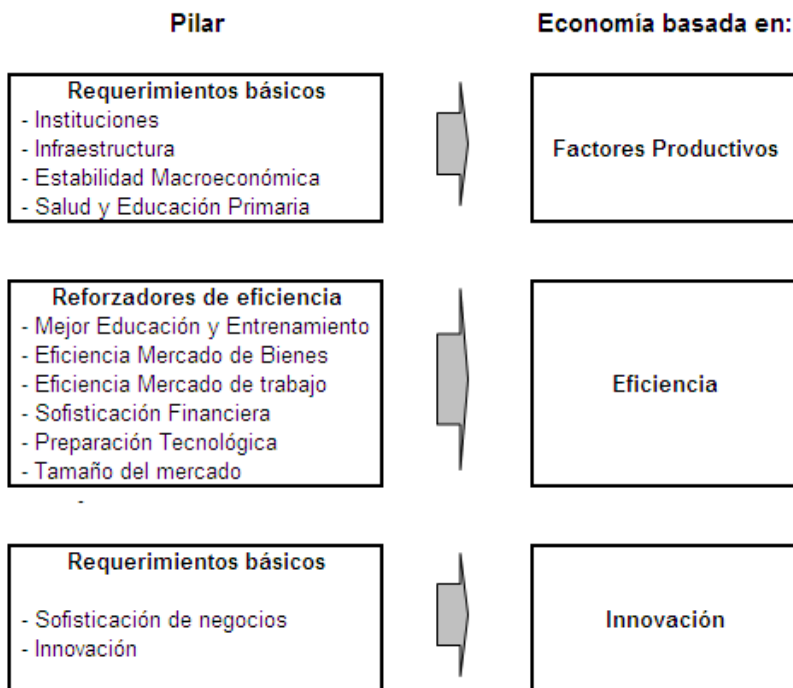 Pilar
Economía basada en:
Requerimientos básicos
- Instituciones
- Infraestructura
- Estabilidad Macroeconómica
- Salud y Educación Primaria
Factores Productivos
Reforzadores de eficiencia
- Mejor Educación y Entrenamiento
- Eficiencia Mercado de Bienes
- Eficiencia Mercado de trabajo
- Sofisticación Financiera
- Preparación Tecnológica
- Tamaño del mercado
-
Eficiencia
Requerimientos básicos
- Sofisticación de negocios
- Innovación
Innovación